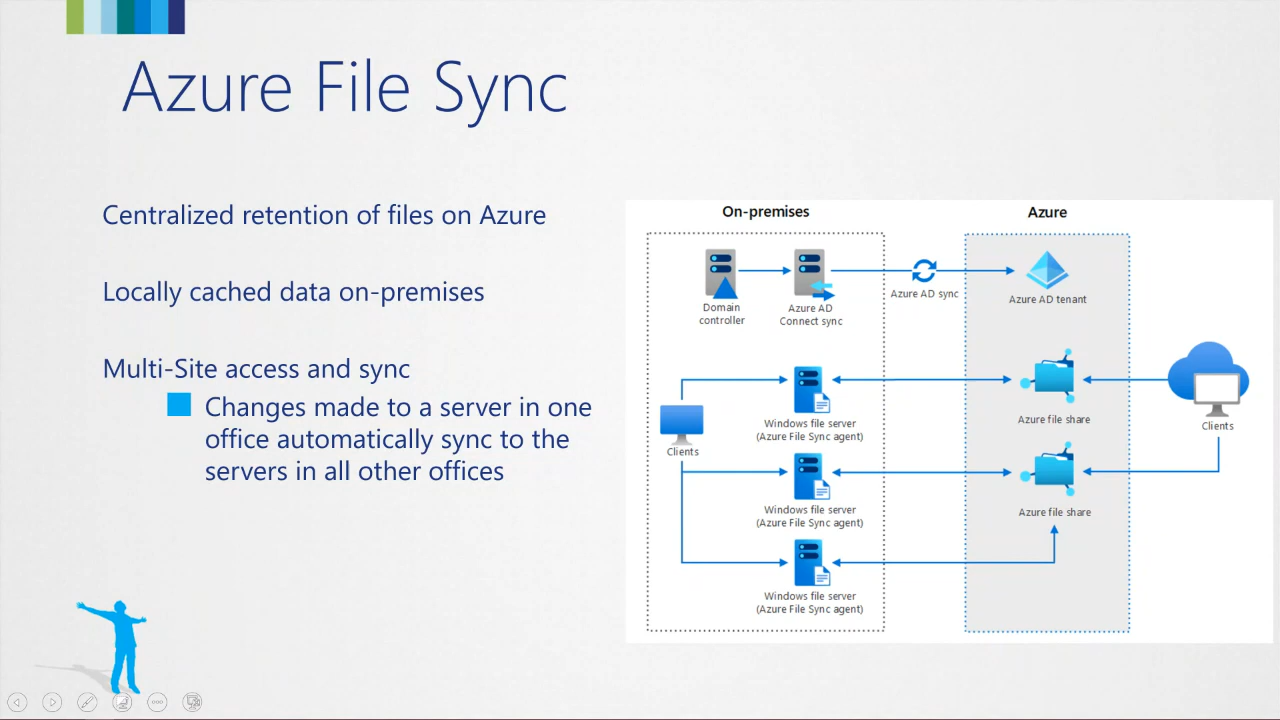 Azure File Sync
Centralized retention of files on Azure
Locally cached data on-premises
Multi-Site access and sync
Changes made to a server in one
office automatically sync to the
servers in all other offices
On-premises
Azure
Domain
controller
Azure AD
Connect sync
Azure AD sync
Azure AD tenant
Clients
Windows file server
(Azure File Sync agent)
Azure file share
Clients
Windows file server
(Azure File Sync agent)
Azure file share
Windows file server
(Azure File Sync agent)